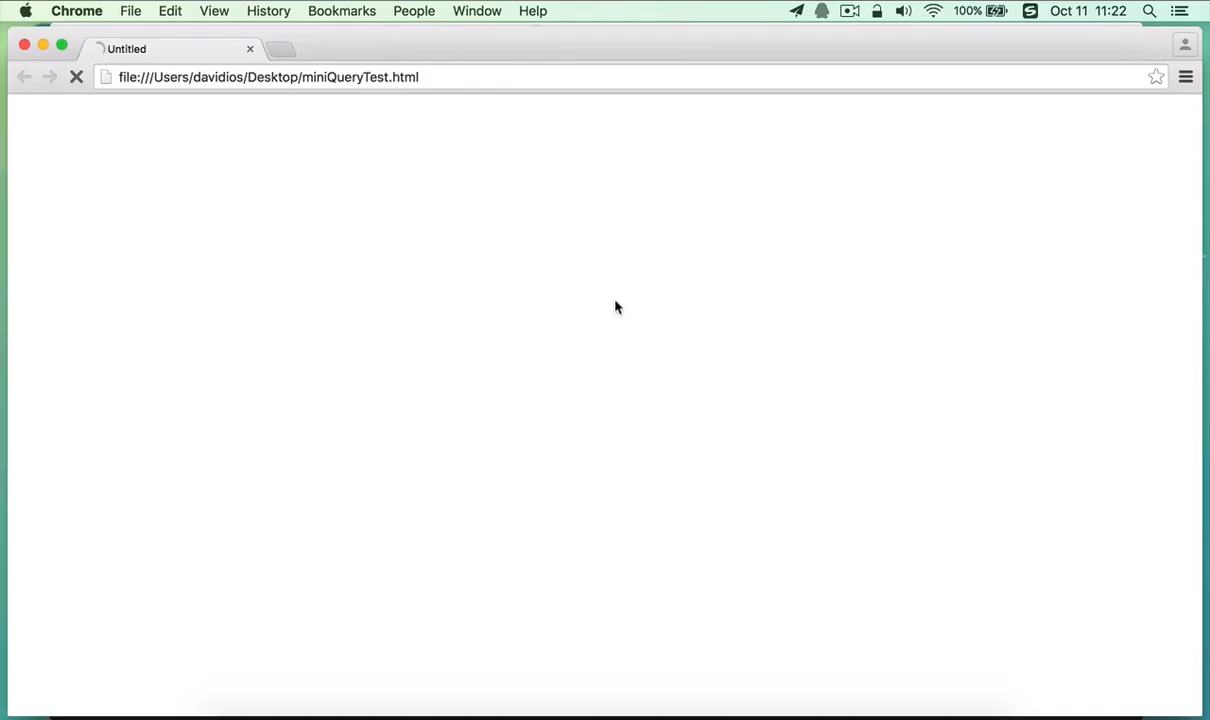 Chrome File Edit View History Bookmarks People Window Help 100% Oct 11 11:22
Untitled
file:///Users/davidios/Desktop/miniQueryTest.html